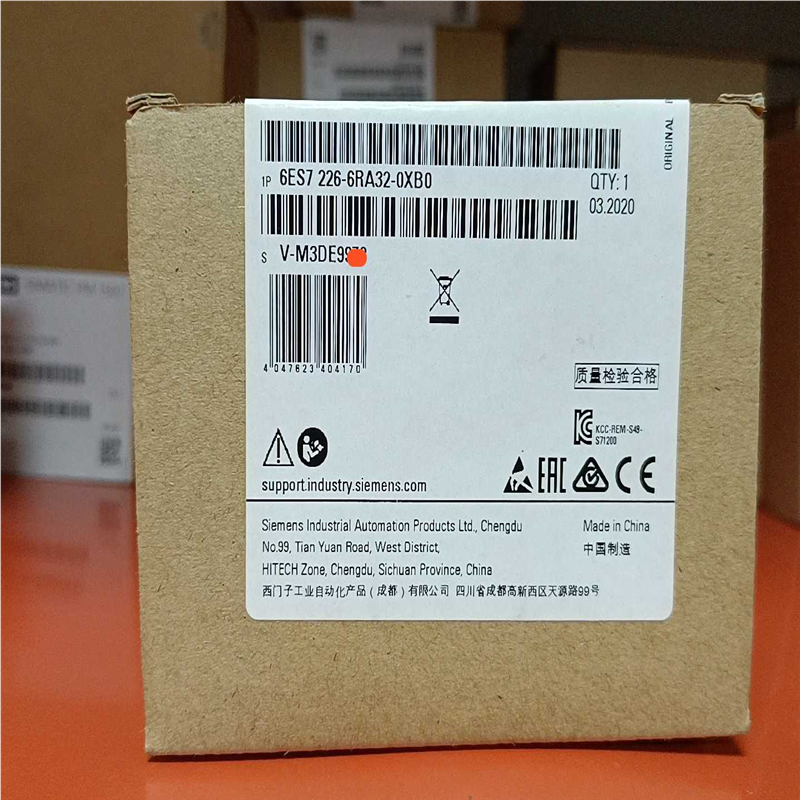 ORIGINAL
1P 6ES7 226-6RA32-0XB0
QTY: 1
03.2020
S V-M3DE99
4 047623 404170
质量检验合格
KCC-REM-S49-
S71200
EAC
CE
support.industry.siemens.com
Siemens Industrial Automation Products Ltd., Chengdu
Made in China
No.99, Tian Yuan Road, West District,
中国制造
HITECH Zone, Chengdu, Sichuan Province, China
西门子工业自动化产品（成都）有限公司 四川省成都高新西区天源路99号